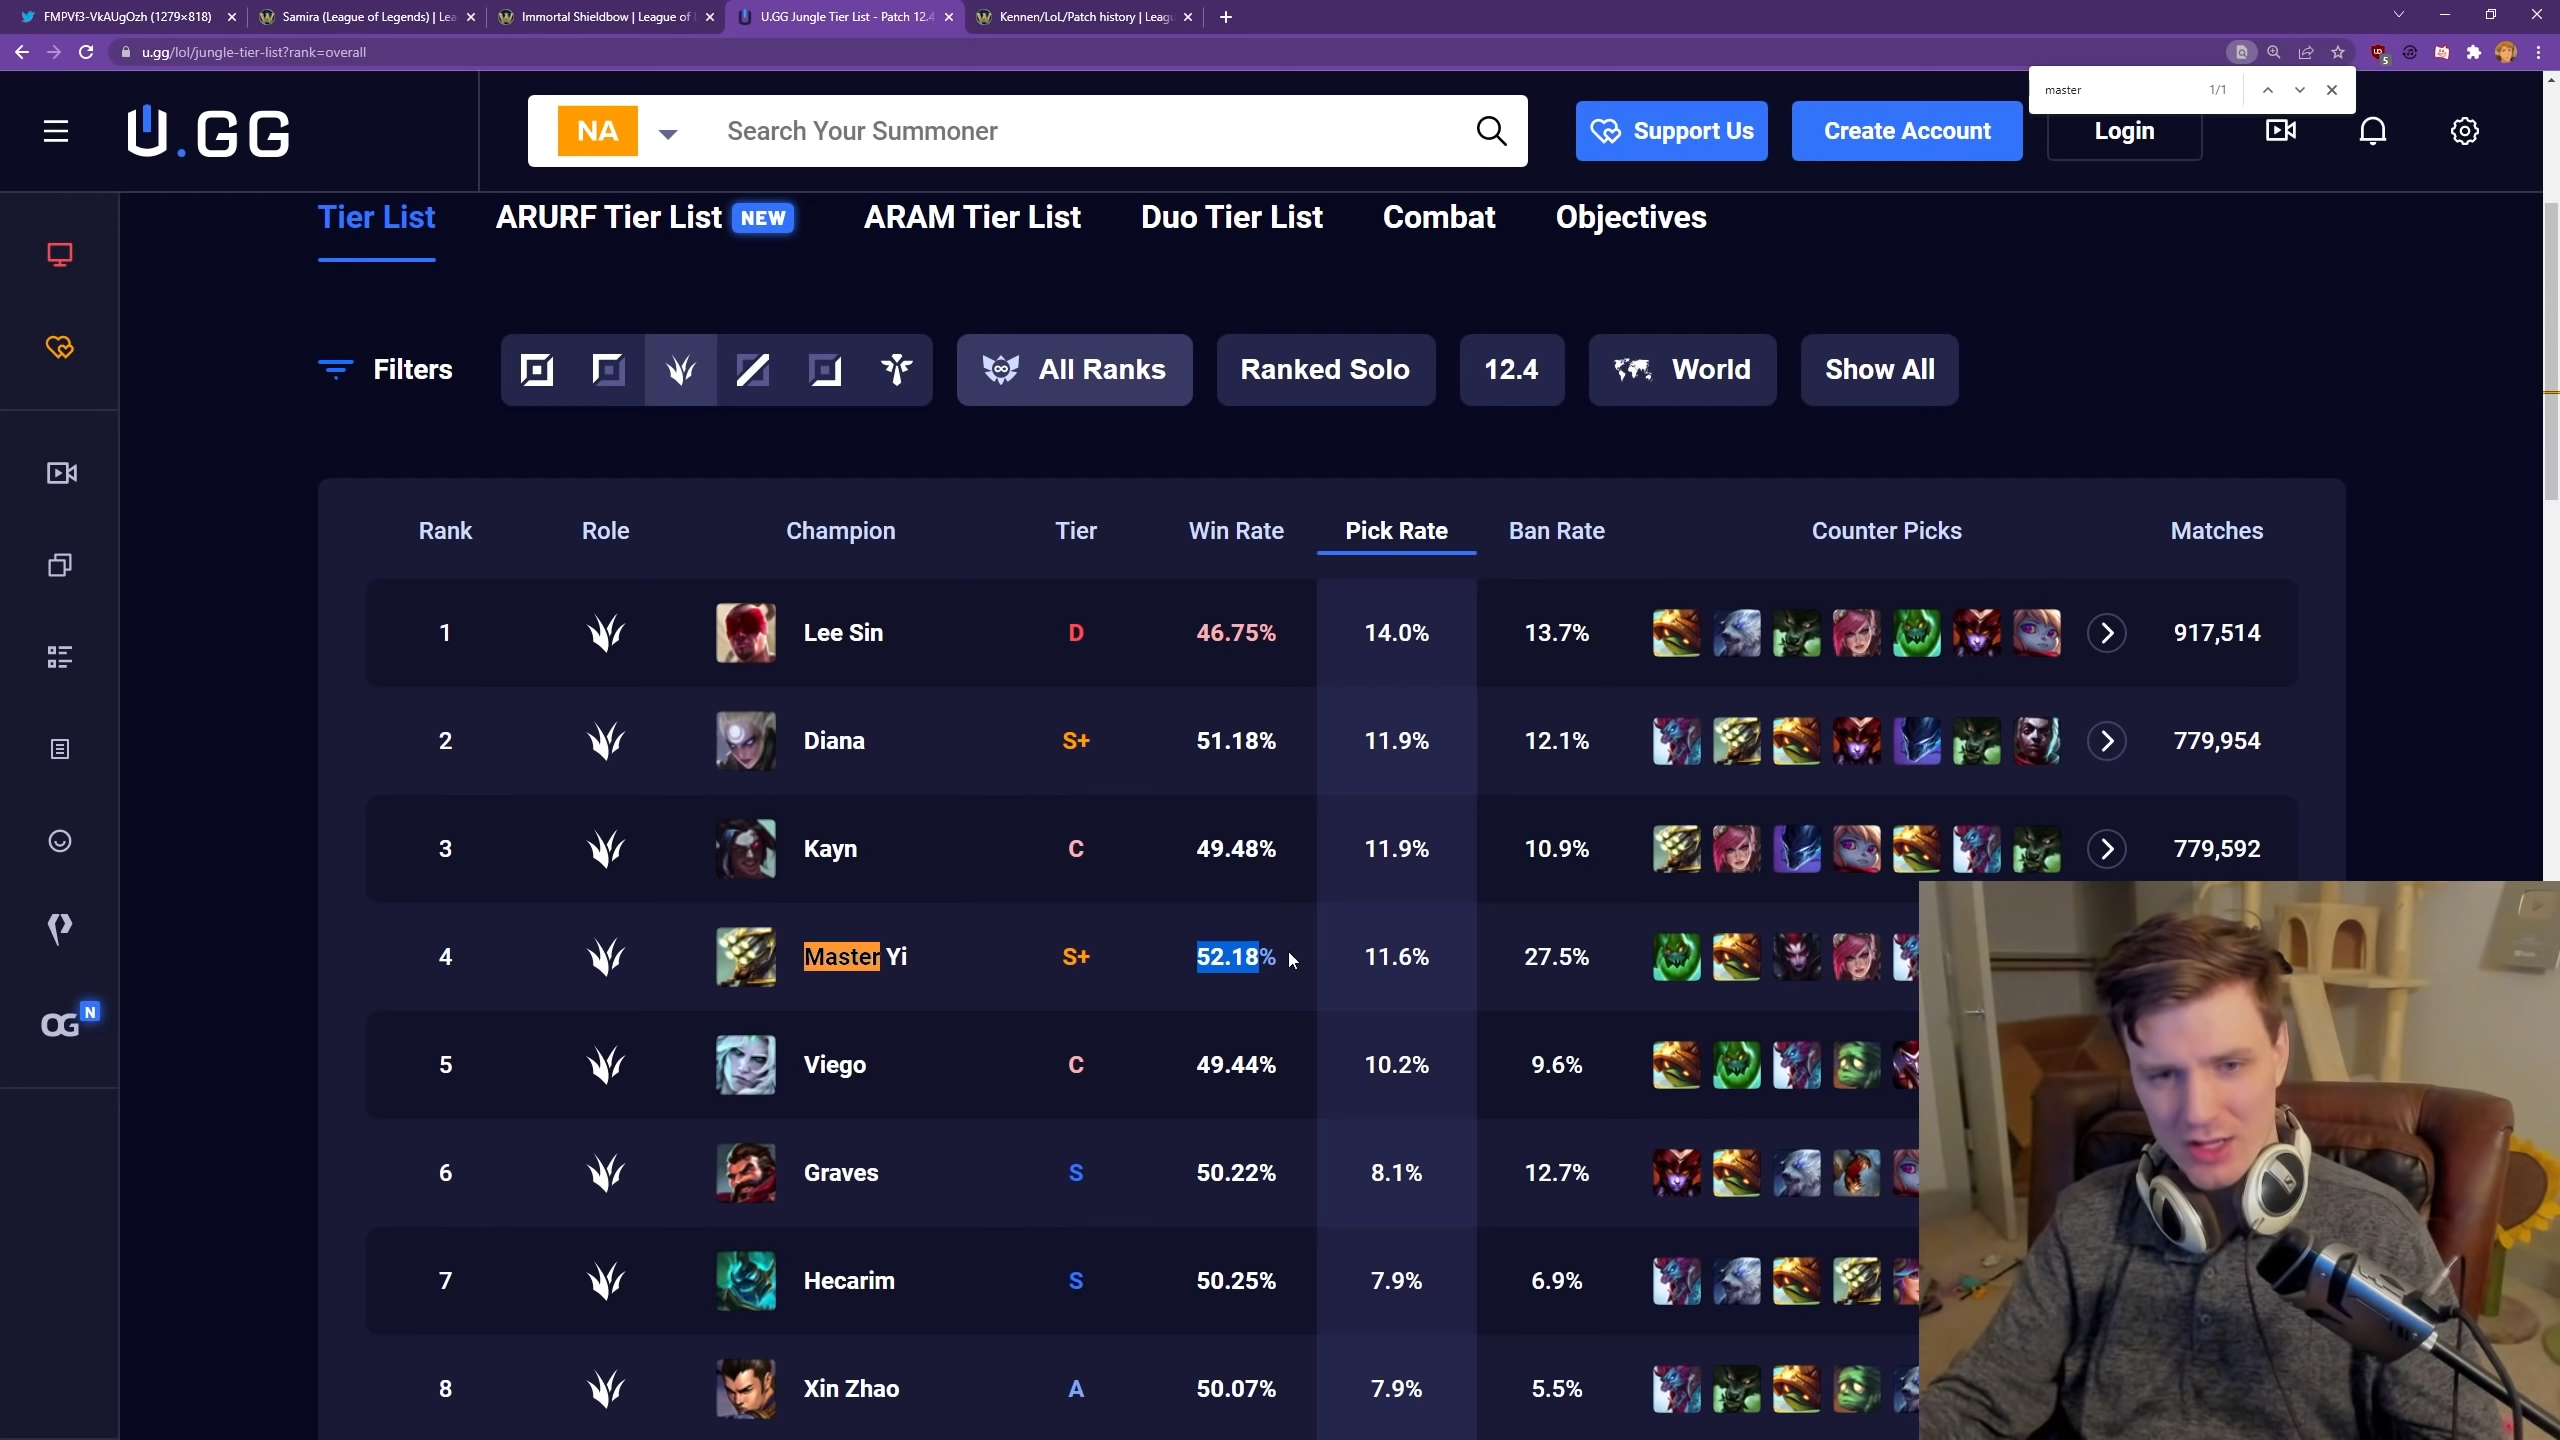 FMPVf3-VkAUgOzh (1279×818)
Samira (League of Legends) | Lea
Immortal Shieldbow | League of L
U.GG Jungle Tier List - Patch 12.4
Kennen/LoL/Patch history | Leagu
u.gg/lol/jungle-tier-list?rank=overall
5
master 1/1
U.GG
NA Search Your Summoner
Support Us
Create Account
Login
Tier List ARURF Tier List NEW ARAM Tier List Duo Tier List Combat Objectives
Filters All Ranks Ranked Solo 12.4 World Show All
Rank Role Champion Tier Win Rate Pick Rate Ban Rate Counter Picks Matches
1 Lee Sin D 46.75% 14.0% 13.7% 917,514
2 Diana S+ 51.18% 11.9% 12.1% 779,954
3 Kayn C 49.48% 11.9% 10.9% 779,592
4 Master Yi S+ 52.18% 11.6% 27.5%
5 Viego C 49.44% 10.2% 9.6%
6 Graves S 50.22% 8.1% 12.7%
7 Hecarim S 50.25% 7.9% 6.9%
8 Xin Zhao A 50.07% 7.9% 5.5%
OG N